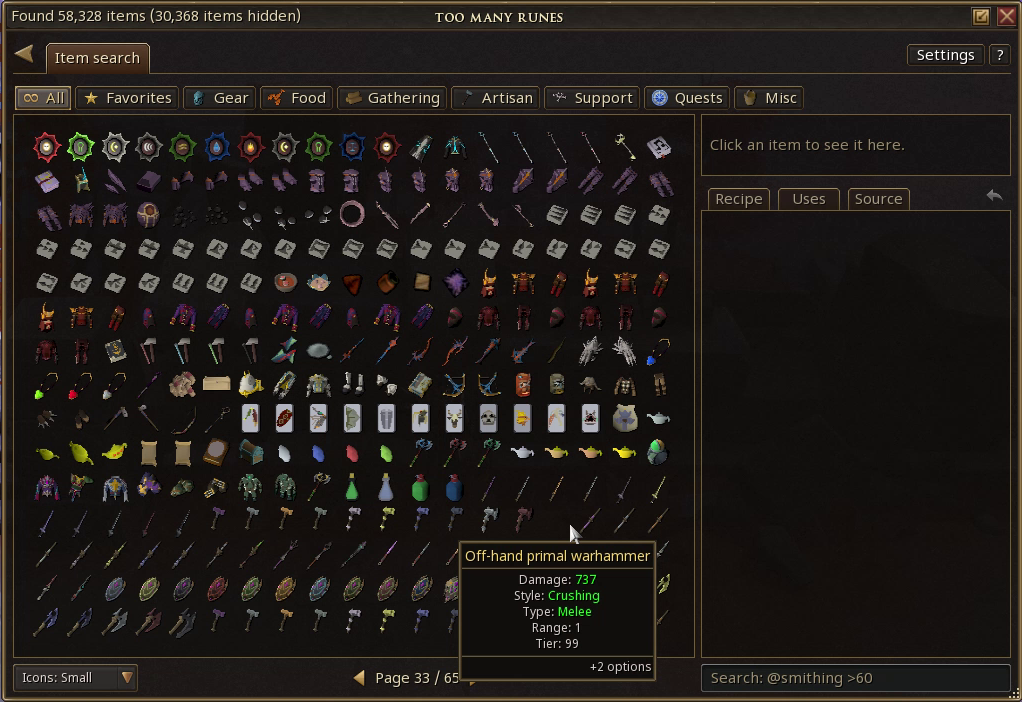 Found 58,328 items (30,368 items hidden)
TOO MANY RUNES
Item search
Settings
?
All
Favorites
Gear
Food
Gathering
Artisan
Support
Quests
Misc
Click an item to see it here.
Recipe
Uses
Source
Off-hand primal warhammer
Damage: 737
Style: Crushing
Type: Melee
Range: 1
Tier: 99
+2 options
Icons: Small
Page 33 / 65
Search: @smithing >60